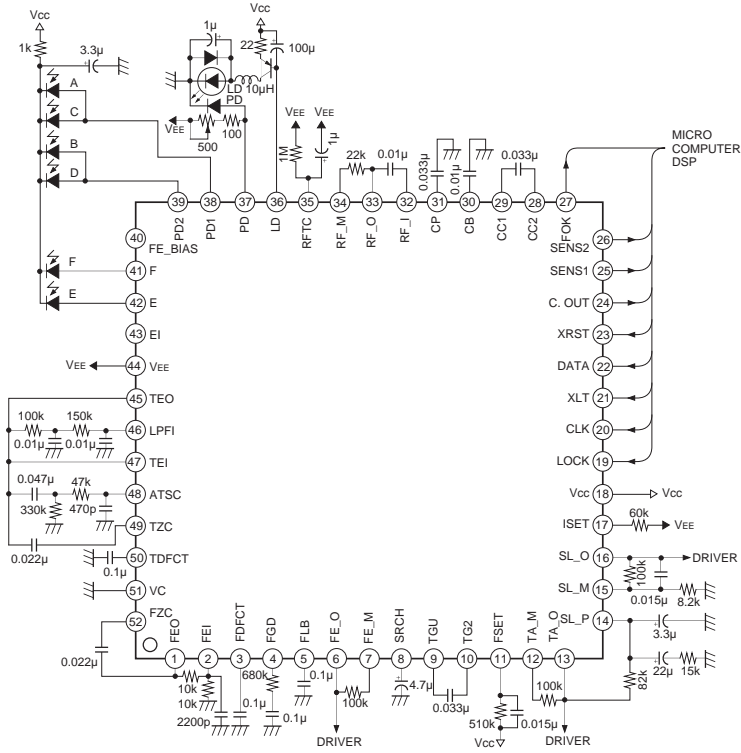 Vcc
1k
3.3µ
A
C
B
D
F
E
1µ
22
100µ
LD
10µH
PD
VEE
500
100
VEE
VEE
1M
1µ
22k
0.01µ
0.033µ
0.01µ
0.033µ
MICRO
COMPUTER
DSP
39
38
37
36
35
34
33
32
31
30
29
28
27
PD2
PD1
PD
LD
RFTC
RF_M
RF_O
RF_I
CP
CB
CC1
CC2
FOK
40
FE_BIAS
41
F
42
E
43
EI
VEE
44
VEE
45
TEO
100k
150k
46
LPFI
0.01µ
0.01µ
47
TEI
0.047µ
47k
48
ATSC
330k
470p
49
TZC
0.022µ
50
TDFCT
0.1µ
51
VC
52
FZC
0.022µ
SENS2
26
SENS1
25
C. OUT
24
XRST
23
DATA
22
XLT
21
CLK
20
LOCK
19
Vcc
18
Vcc
ISET
17
60k
VEE
SL_O
16
DRIVER
100k
0.015µ
SL_M
15
8.2k
SL_P
14
3.3µ
22µ
15k
82k
FEO
FEI
FDFCT
FGD
FLB
FE_O
FE_M
SRCH
TGU
TG2
FSET
TA_M
TA_O
1
2
3
4
5
6
7
8
9
10
11
12
13
10k
10k
2200p
0.1µ
680k
0.1µ
0.1µ
100k
DRIVER
4.7µ
0.033µ
510k
0.015µ
Vcc
100k
DRIVER